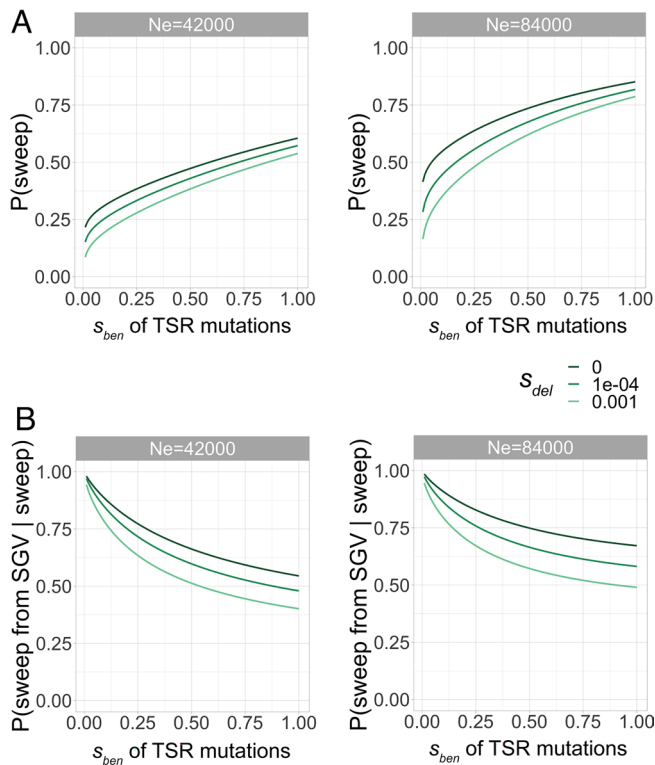 A
Ne=42000
Ne=84000
P(sweep)
1.00
0.75
0.50
0.25
0.00
0.00 0.25 0.50 0.75 1.00
s_ben of TSR mutations
P(sweep)
1.00
0.75
0.50
0.25
0.00
0.00 0.25 0.50 0.75 1.00
s_ben of TSR mutations
s_del
0
1e-04
0.001
B
Ne=42000
Ne=84000
P(sweep from SGV | sweep)
1.00
0.75
0.50
0.25
0.00
0.00 0.25 0.50 0.75 1.00
s_ben of TSR mutations
P(sweep from SGV | sweep)
1.00
0.75
0.50
0.25
0.00
0.00 0.25 0.50 0.75 1.00
s_ben of TSR mutations